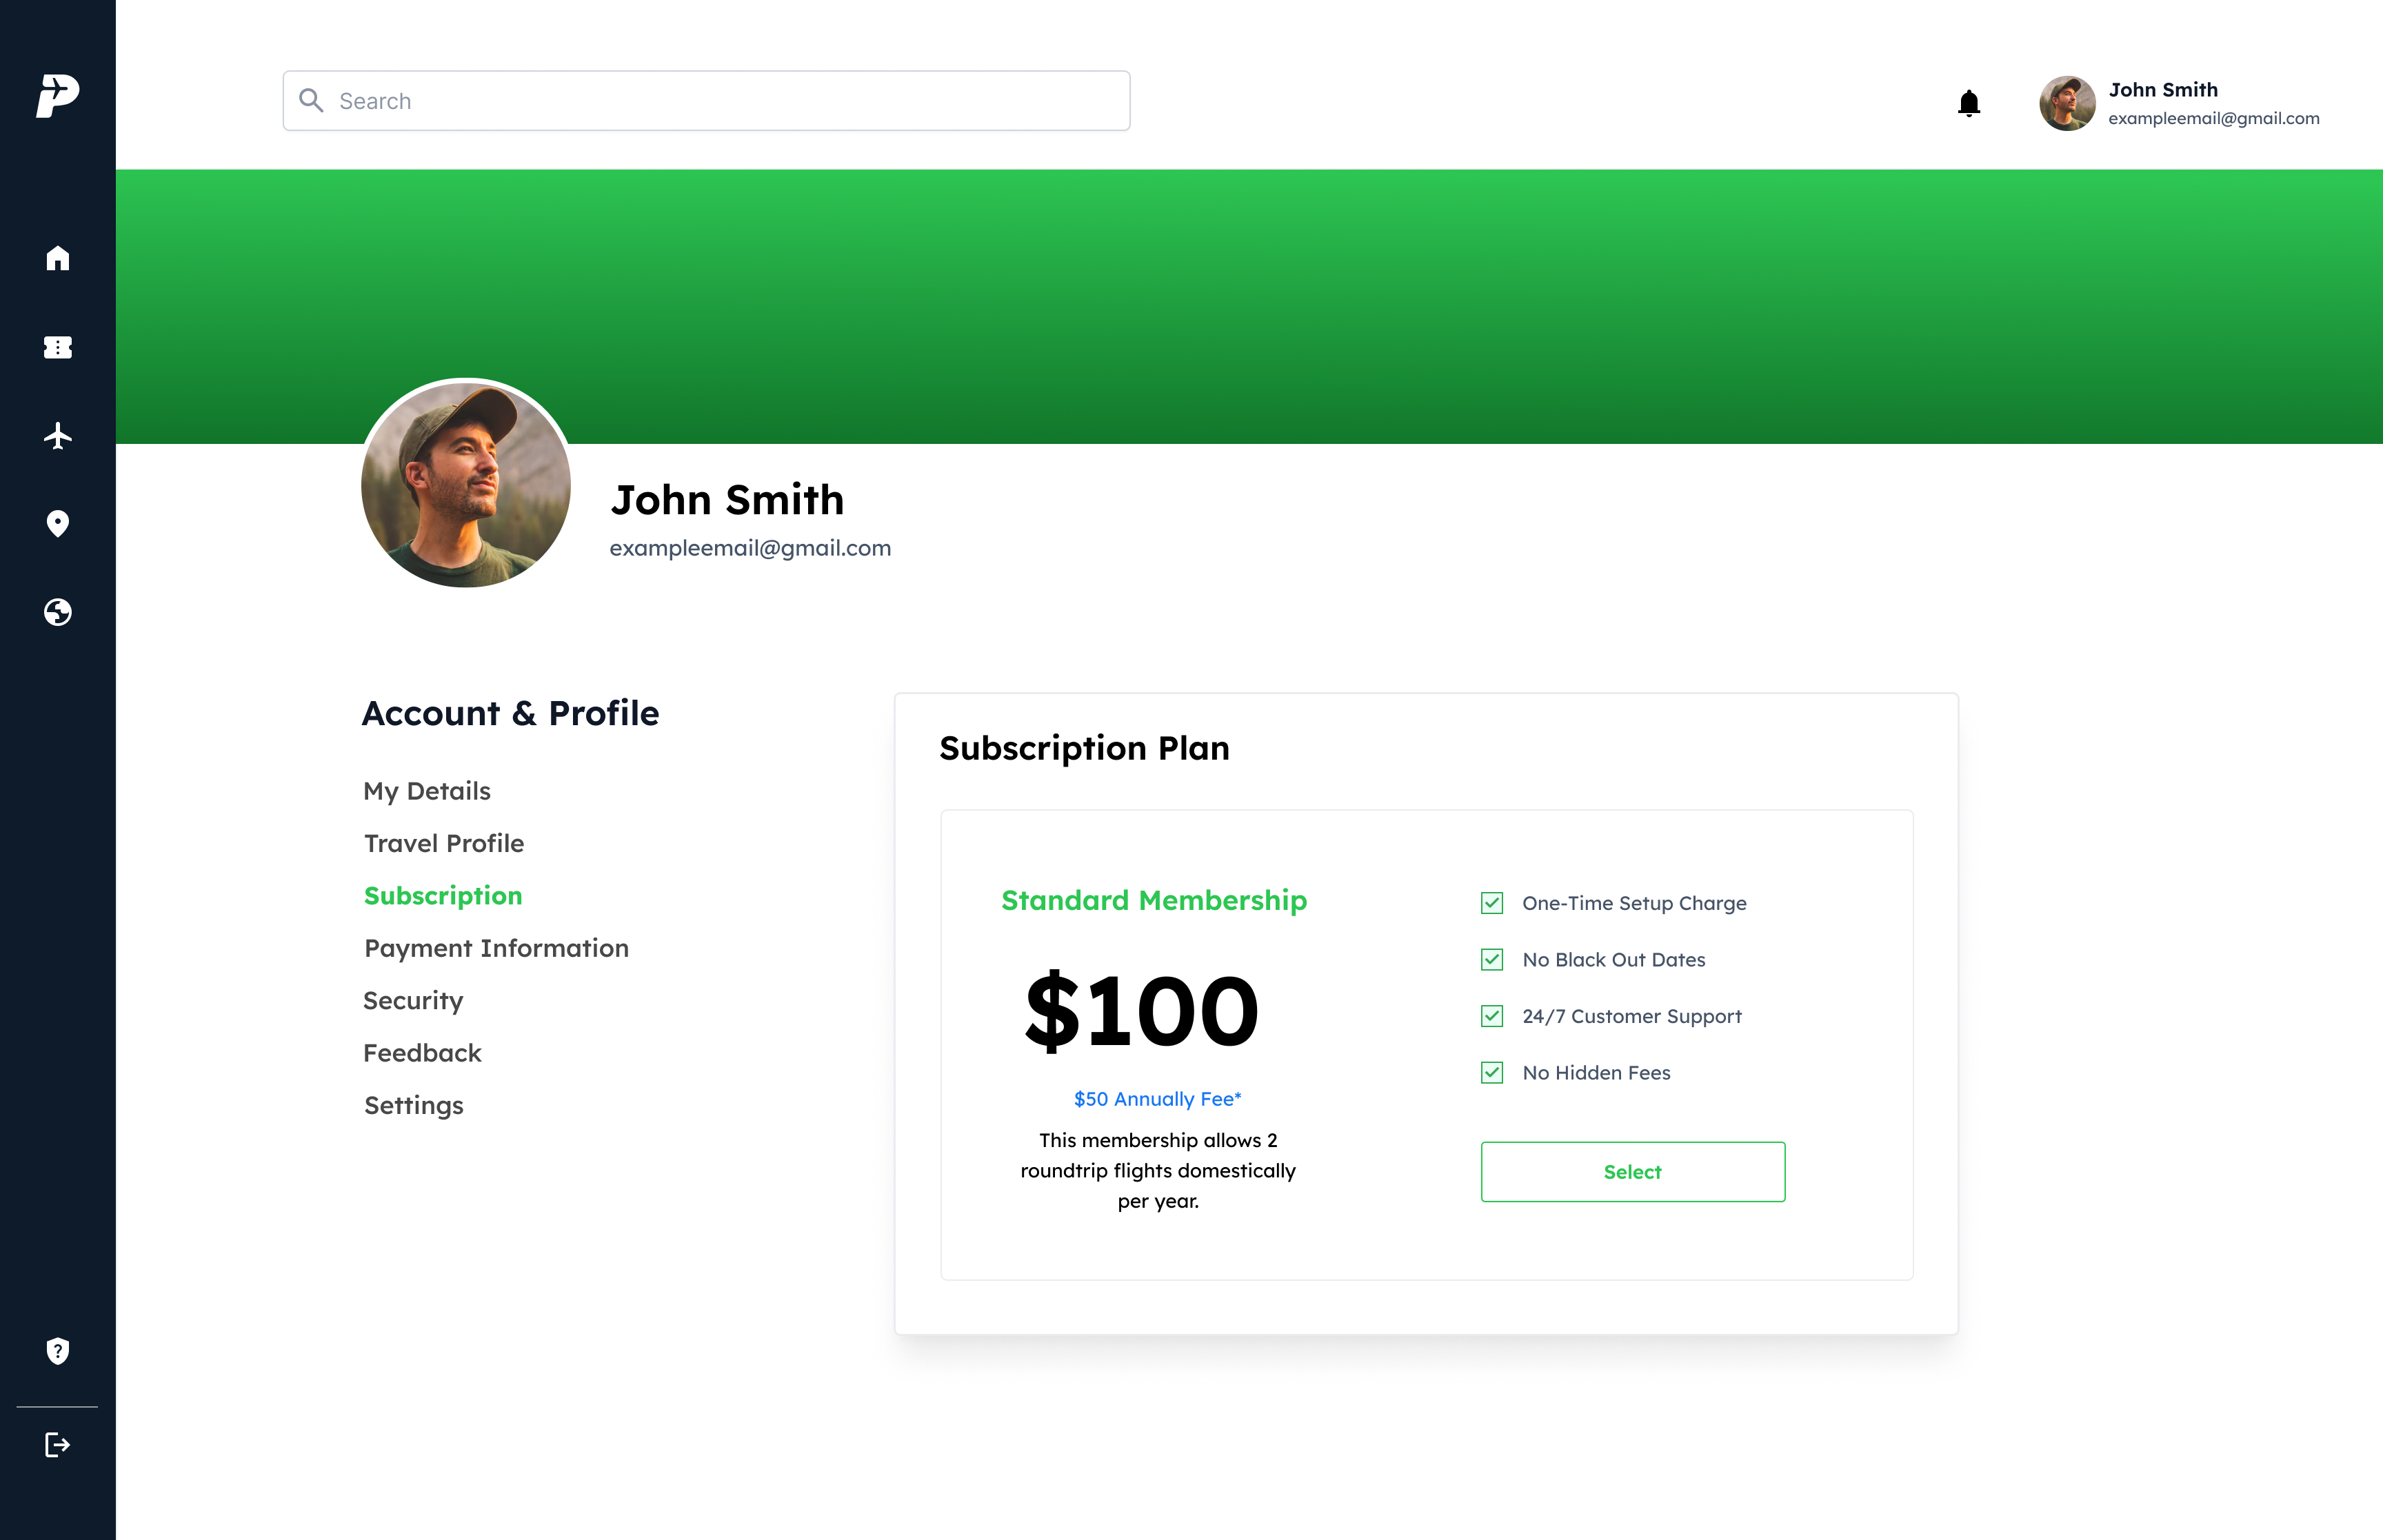 Search
John Smith
exampleemail@gmail.com
John Smith
exampleemail@gmail.com
Account & Profile
My Details
Travel Profile
Subscription
Payment Information
Security
Feedback
Settings
Subscription Plan
Standard Membership
$100
$50 Annually Fee*
This membership allows 2
roundtrip flights domestically
per year.
One-Time Setup Charge
No Black Out Dates
24/7 Customer Support
No Hidden Fees
Select